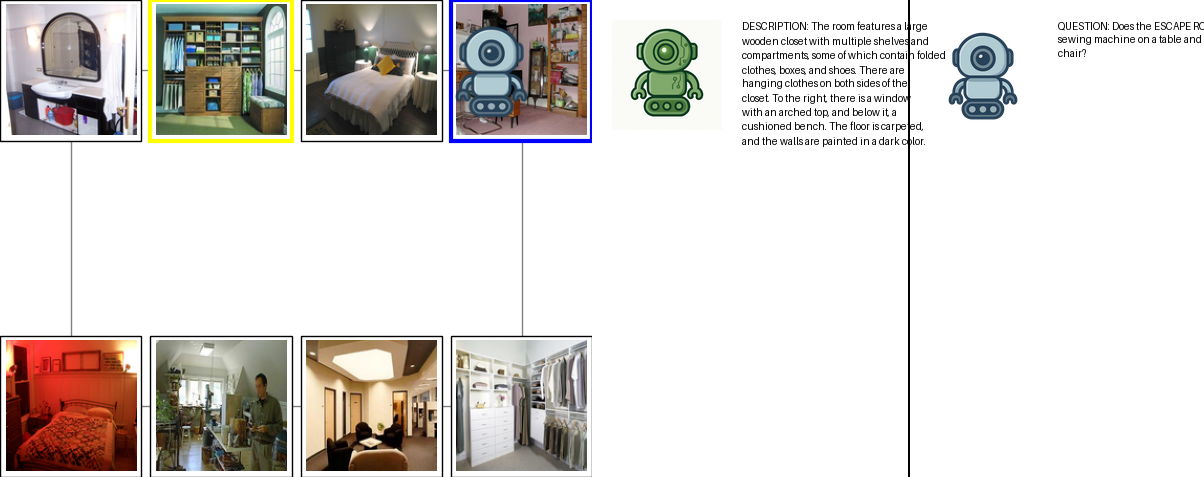 DESCRIPTION: The room features a large
wooden closet with multiple shelves and
compartments, some of which contain folded
clothes, boxes, and shoes. There are
hanging clothes on both sides of the
closet. To the right, there is a window
with an arched top, and below it, a
cushioned bench. The floor is carpeted,
and the walls are painted in a dark color.
QUESTION: Does the ESCAPE
sewing machine on a table and
chair?